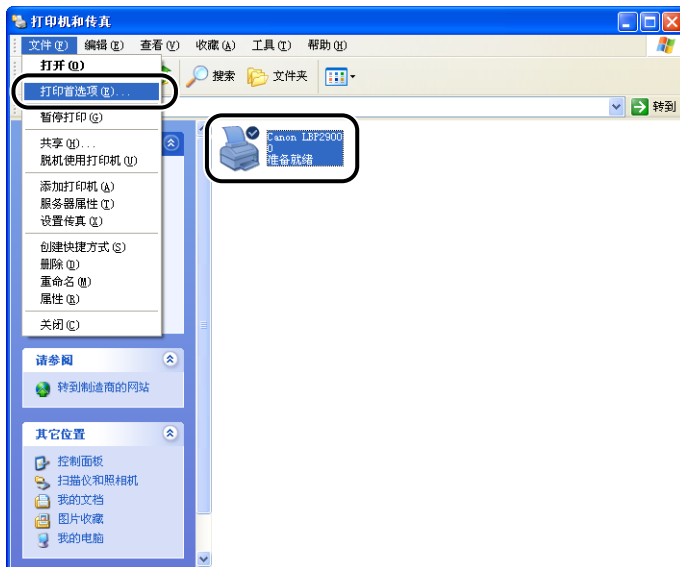 打印机和传真
文件(F) 编辑(E) 查看(V) 收藏(A) 工具(T) 帮助(H)
打开(O)
搜索 文件夹
打印首选项(E)...
转到
暂停打印(G)
共享(H)...
脱机使用打印机(U)
添加打印机(A)
服务器属性(T)
设置传真(X)
创建快捷方式(S)
删除(D)
重命名(M)
属性(R)
关闭(C)
Canon LBP2900
0
准备就绪
请参阅
转到制造商的网站
其它位置
控制面板
扫描仪和照相机
我的文档
图片收藏
我的电脑